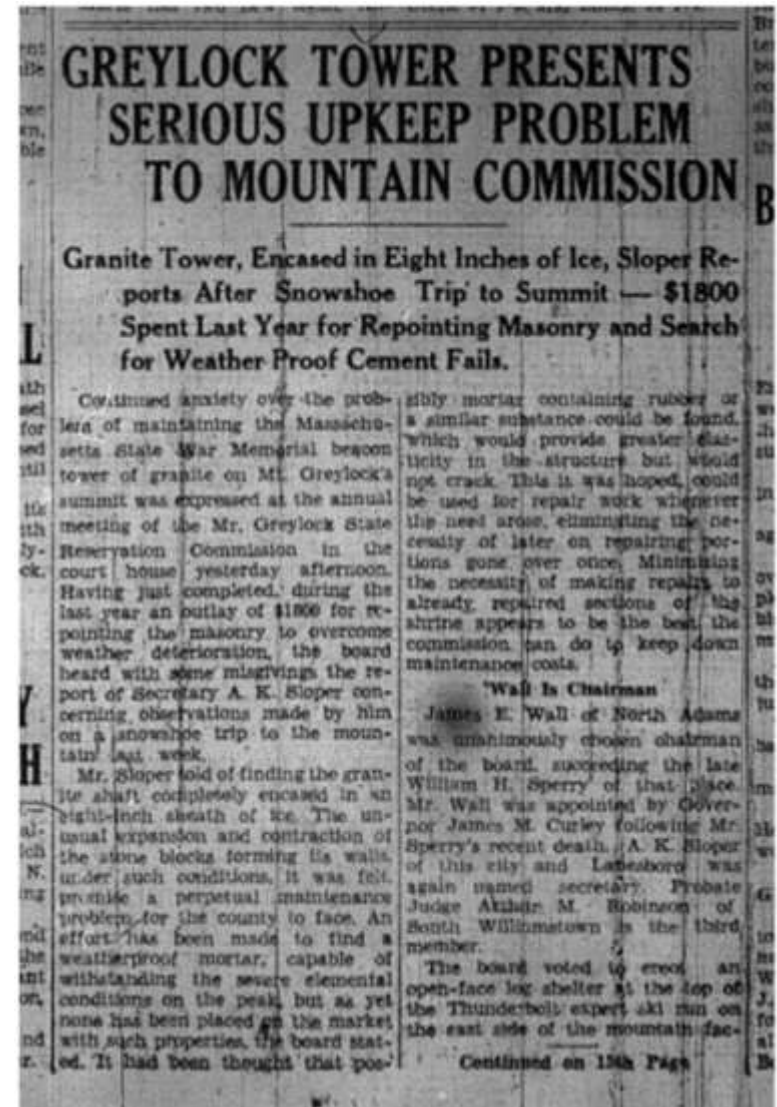 GREYLOCK TOWER PRESENTS
SERIOUS UPKEEP PROBLEM
TO MOUNTAIN COMMISSION
Granite Tower, Encased in Eight Inches of Ice, Sloper Re-
ports After Snowshoe Trip to Summit — $1800
Spent Last Year for Repointing Masonry and Search
for Weather Proof Cement Fails.
Continued anxiety over the prob-
lem of maintaining the Massachu-
setts State War Memorial beacon
tower of granite on Mt. Greylock's
summit was expressed at the annual
meeting of the Mr. Greylock State
Reservation Commission in the
court house yesterday afternoon.
Having just completed, during the
last year an outlay of $1800 for re-
pointing the masonry to overcome
weather deterioration, the board
heard with some misgivings the re-
port of Secretary A. K. Sloper con-
cerning observations made by him
on a snowshoe trip to the moun-
tain last week.
Mr. Sloper told of finding the gran-
ite shaft completely encased in an
eight-inch sheath of ice. The un-
usual expansion and contraction of
the stone blocks forming its walls,
under such conditions, it was felt,
promise a perpetual maintenance
problem for the county to face. An
effort has been made to find a
weatherproof mortar, capable of
withstanding the severe elemental
conditions on the peak, but as yet
none has been placed on the market
with such properties, the board stat-
ed. It had been thought that pos-
sibly mortar containing rubber or
a similar substance could be found,
which would provide greater elas-
ticity in the structure but would
not crack. This it was hoped, could
be used for repair work whenever
the need arose, eliminating the ne-
cessity of later on repairing por-
tions gone over once. Minimizing
the necessity of making repairs to
already repaired sections of the
shrine appears to be the best the
commission can do to keep down
maintenance costs.
Wall Is Chairman
James E. Wall of North Adams
was unanimously chosen chairman
of the board, succeeding the late
William H. Sperry of that place.
Mr. Wall was appointed by Gover-
nor James M. Curley following Mr.
Sperry's recent death. A. K. Sloper
of this city and Lanesboro was
again named secretary. Probate
Judge Arthur M. Robinson of
South Williamstown is the third
member.
The board voted to erect an
open-face log shelter at the top of
the Thunderbolt expert ski run on
the east side of the mountain fac-
Continued on 15th Page